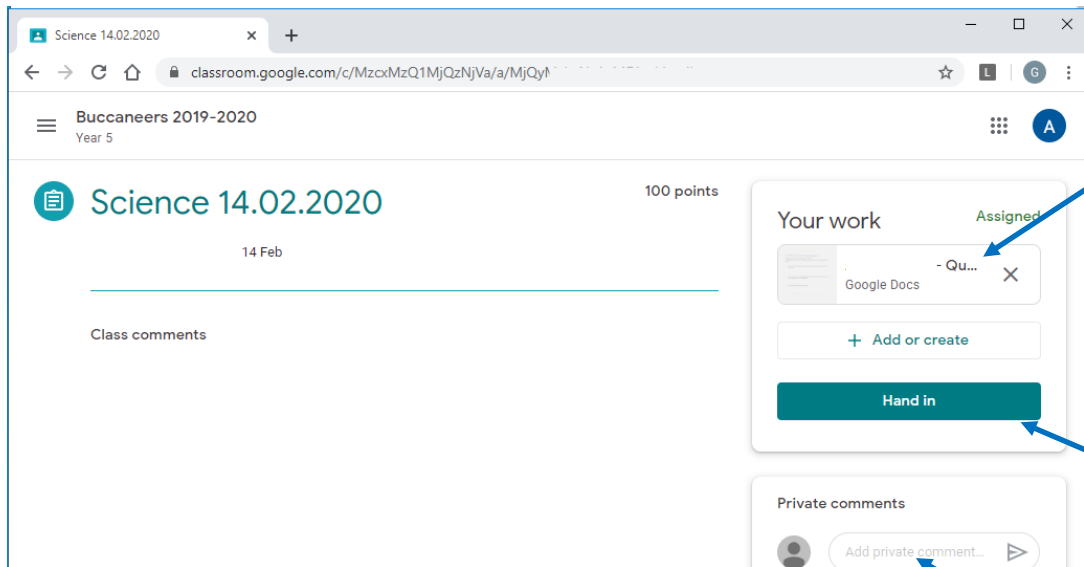 Science 14.02.2020
classroom.google.com/c/MzcxMzQ1MjQzNjVa/a/MjQyM
L
G
Buccaneers 2019-2020
Year 5
A
Science 14.02.2020
100 points
14 Feb
Class comments
Your work
Assigned
- Qu...
Google Docs
+ Add or create
Hand in
Private comments
Add private comment...